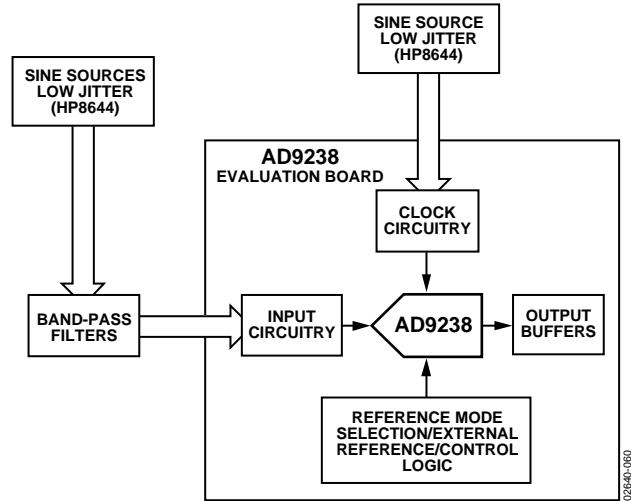 SINE SOURCE
LOW JITTER
(HP8644)
SINE SOURCES
LOW JITTER
(HP8644)
AD9238
EVALUATION BOARD
CLOCK
CIRCUITRY
BAND-PASS
FILTERS
INPUT
CIRCUITRY
AD9238
OUTPUT
BUFFERS
REFERENCE MODE
SELECTION/EXTERNAL
REFERENCE/CONTROL
LOGIC
02640-060